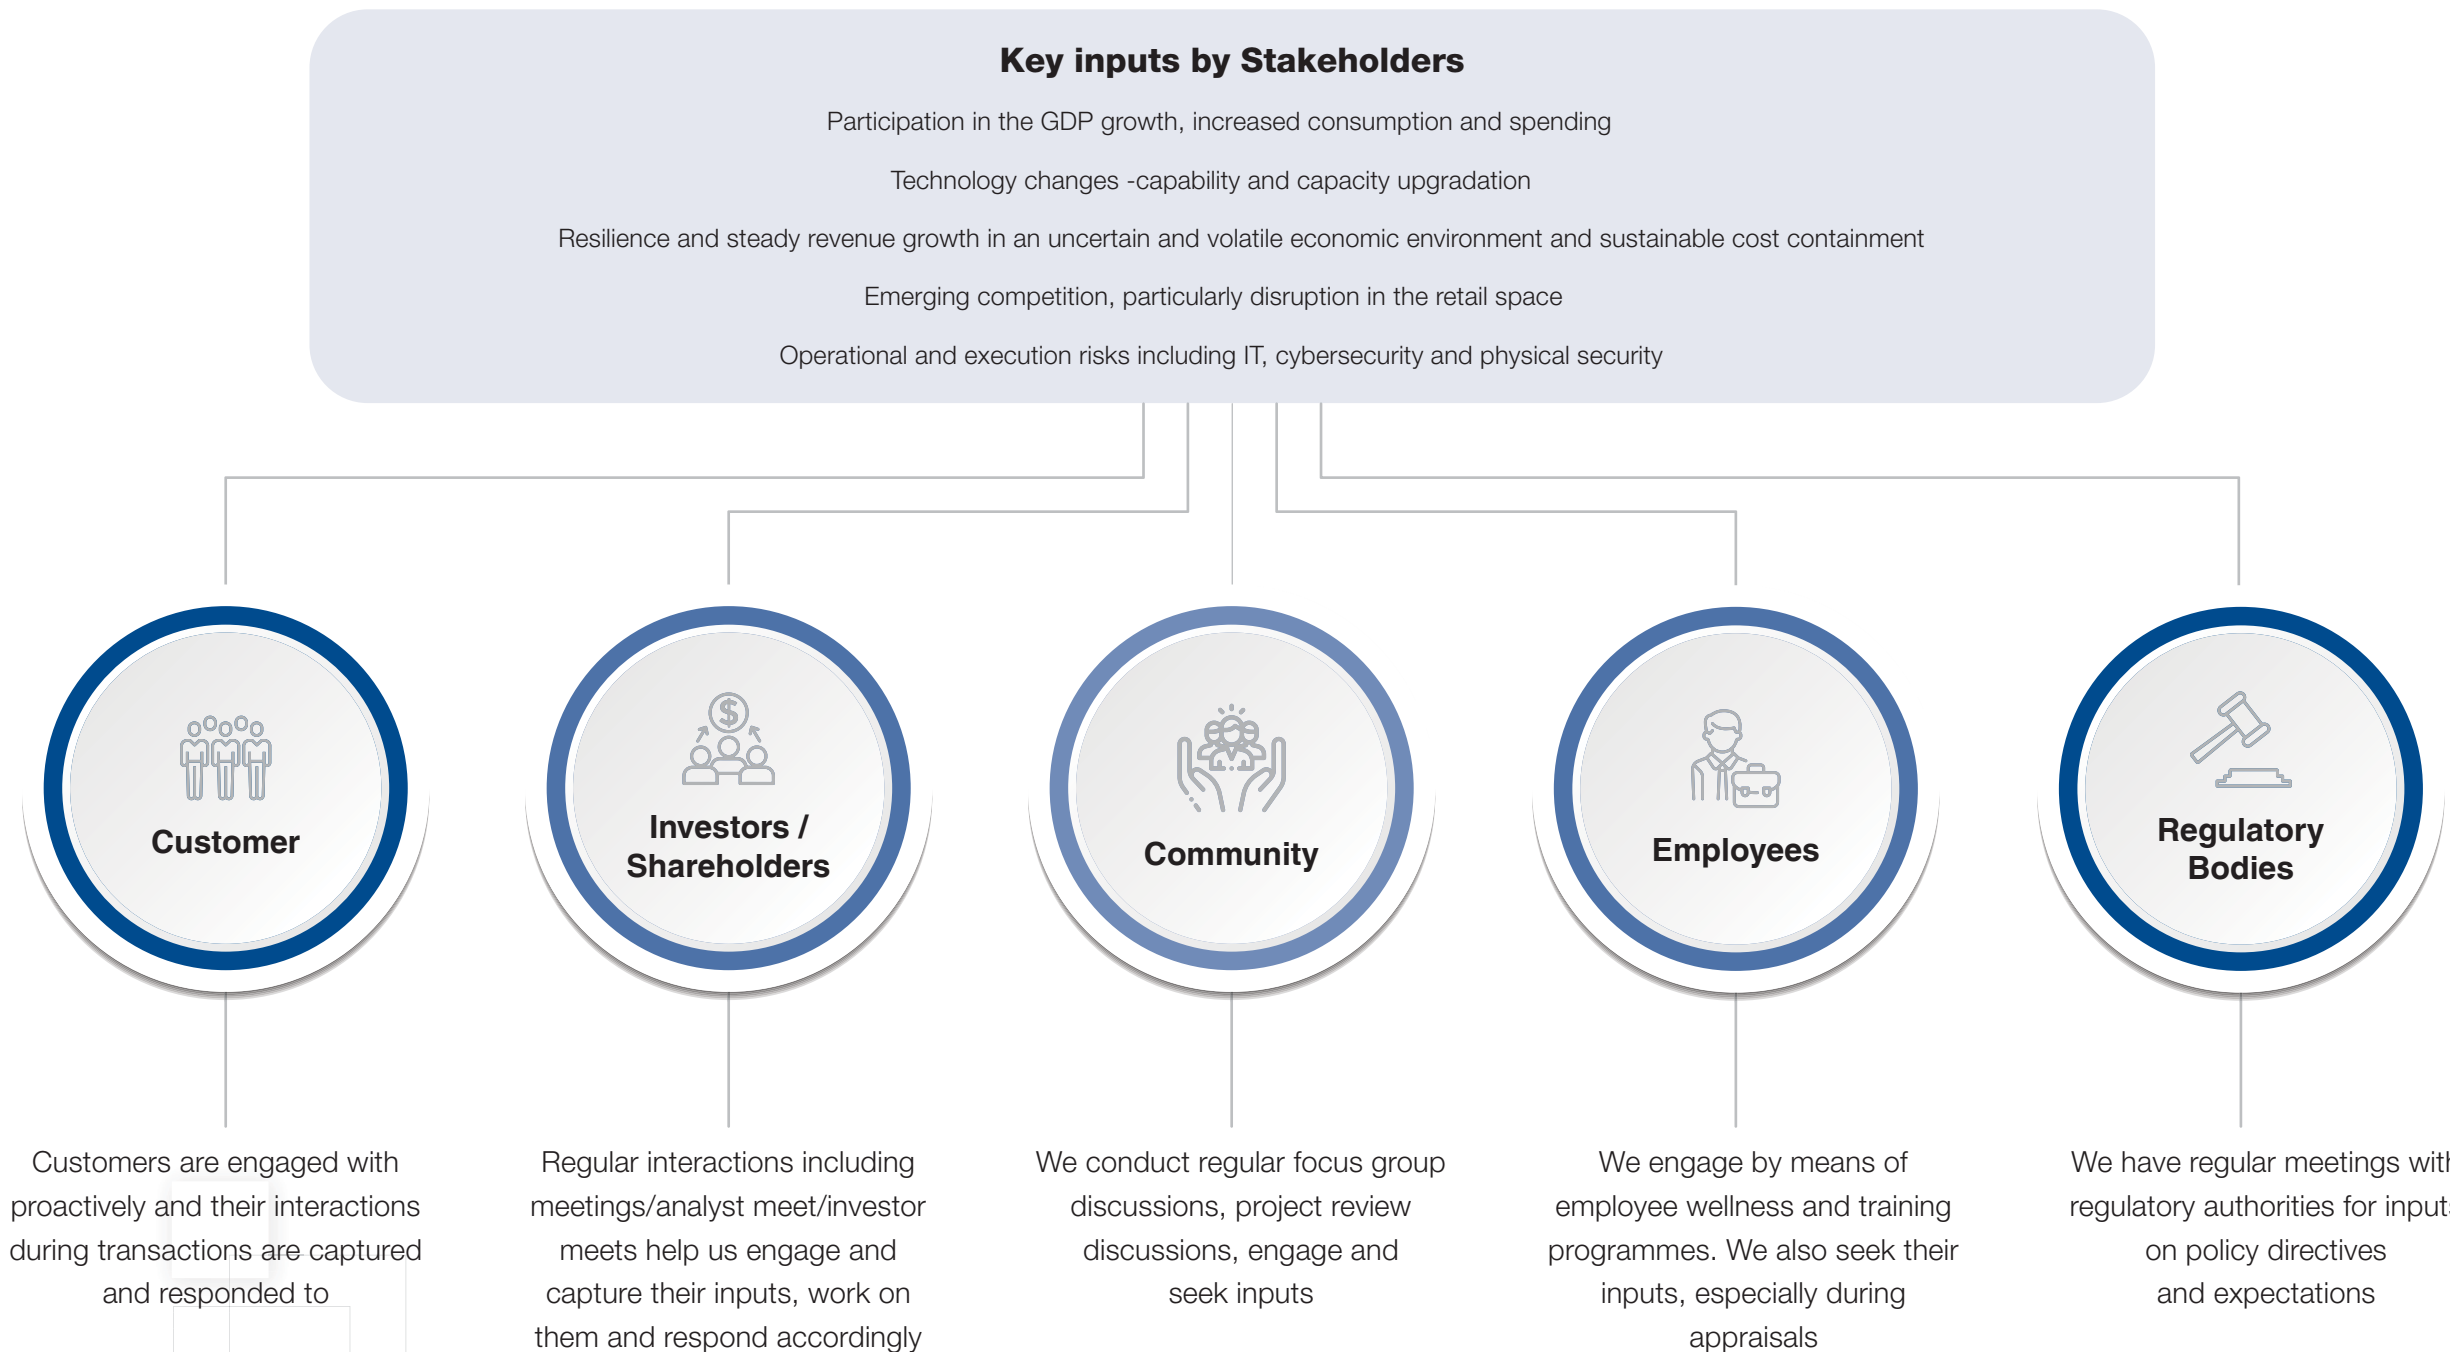 Key inputs by Stakeholders
Participation in the GDP growth, increased consumption and spending
Technology changes -capability and capacity upgradation
Resilience and steady revenue growth in an uncertain and volatile economic environment and sustainable cost containment
Emerging competition, particularly disruption in the retail space
Operational and execution risks including IT, cybersecurity and physical security
$
Customer
Customers are engaged with
proactively and their interactions
during transactions are captured
and responded to
Investors /
Shareholders
Regular interactions including
meetings/analyst meet/investor
meets help us engage and
capture their inputs, work on
them and respond accordingly
Community
We conduct regular focus group
discussions, project review
discussions, engage and
seek inputs
Employees
We engage by means of
employee wellness and training
programmes. We also seek their
inputs, especially during
appraisals
Regulatory
Bodies
We have regular meetings with
regulatory authorities for inputs
on policy directives
and expectations